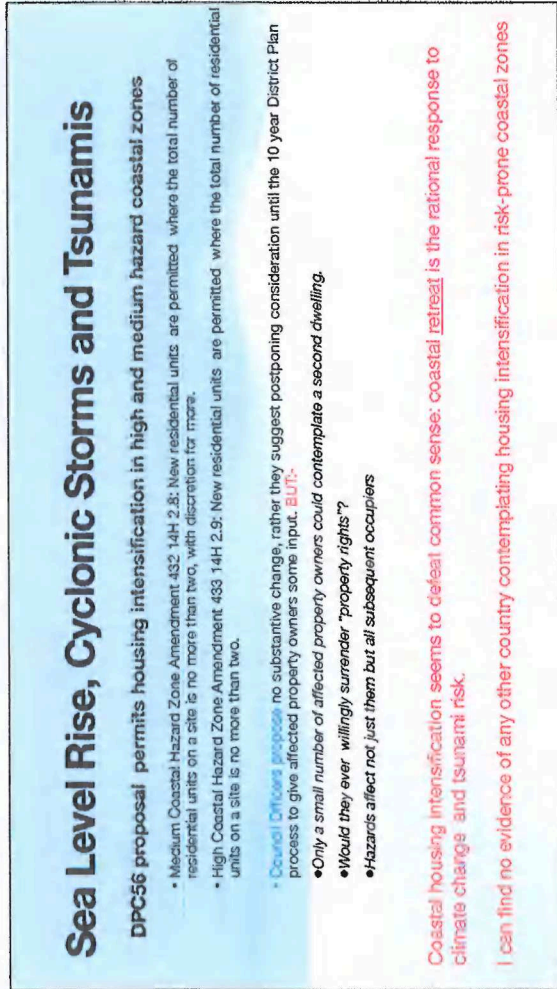 Sea Level Rise, Cyclonic Storms and Tsunamis
DPC56 proposal permits housing intensification in high and medium hazard coastal zones
• Medium Coastal Hazard Zone Amendment 432 14H 2.8: New residential units are permitted where the total number of
residential units on a site is no more than two, with discretion for more.
• High Coastal Hazard Zone Amendment 433 14H 2.9: New residential units are permitted where the total number of residential
units on a site is no more than two.
• Council Officers propose no substantive change, rather they suggest postponing consideration until the 10 year District Plan
process to give affected property owners some input. BUT:-
•Only a small number of affected property owners could contemplate a second dwelling.
•Would they ever willingly surrender "property rights"?
•Hazards affect not just them but all subsequent occupiers
Coastal housing intensification seems to defeat common sense: coastal retreat is the rational response to
climate change and tsunami risk.
I can find no evidence of any other country contemplating housing intensification in risk-prone coastal zones